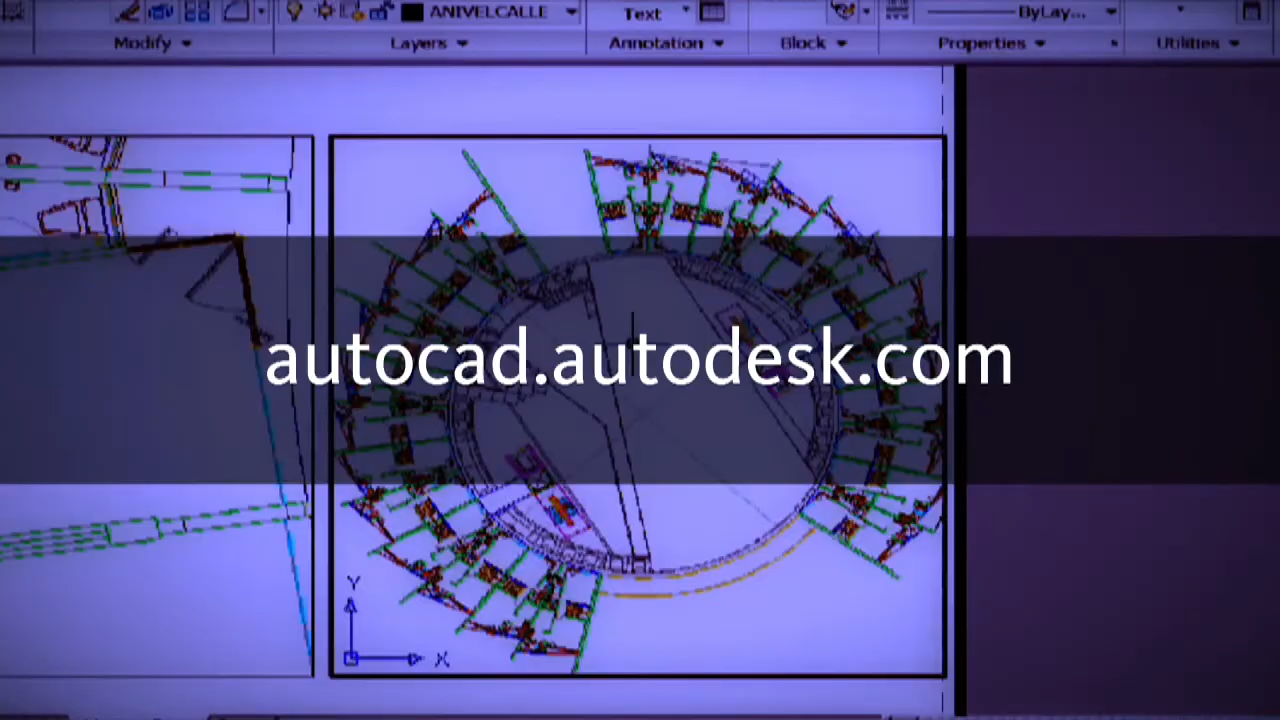 ANIVELCALLE
Text
ByLay...
Modify
Layers
Annotation
Block
Properties
Utilities
autocad.autodesk.com
Y
X